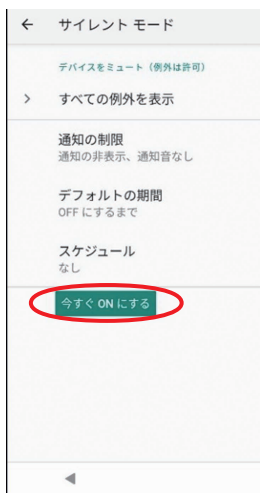 サイレント モード
デバイスをミュート（例外は許可）
すべての例外を表示
通知の制限
通知の非表示、通知音なし
デフォルトの期間
OFF にするまで
スケジュール
なし
今すぐ ON にする